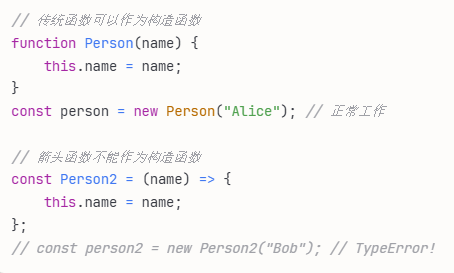 // 传统函数可以作为构造函数
function Person(name) {
    this.name = name;
}
const person = new Person("Alice"); // 正常工作

// 箭头函数不能作为构造函数
const Person2 = (name) => {
    this.name = name;
};
// const person2 = new Person2("Bob"); // TypeError!